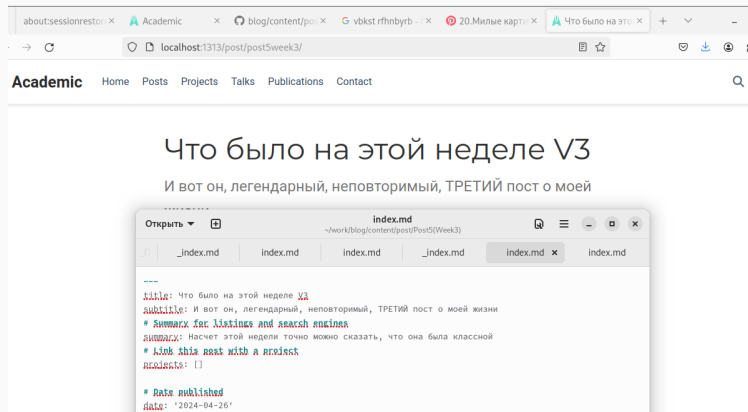 about:sessionrestore
Academic
blog/content/pos
G vbkst rfhnbyrb -
20.Милые карти
Что было на это
localhost:1313/post/post5week3/
Academic Home Posts Projects Talks Publications Contact
Что было на этой неделе V3
И вот он, легендарный, неповторимый, ТРЕТИЙ пост о моей
Открыть
index.md
~/work/blog/content/post/Post5(Week3)
_index.md index.md index.md _index.md index.md index.md
---
title: Что было на этой неделе V3
subtitle: И вот он, легендарный, неповторимый, ТРЕТИЙ пост о моей жизни
# Summary for listings and search engines
summary: Насчет этой недели точно можно сказать, что она была классной
# Link this post with a project
projects: []
# Date published
date: '2024-04-26'